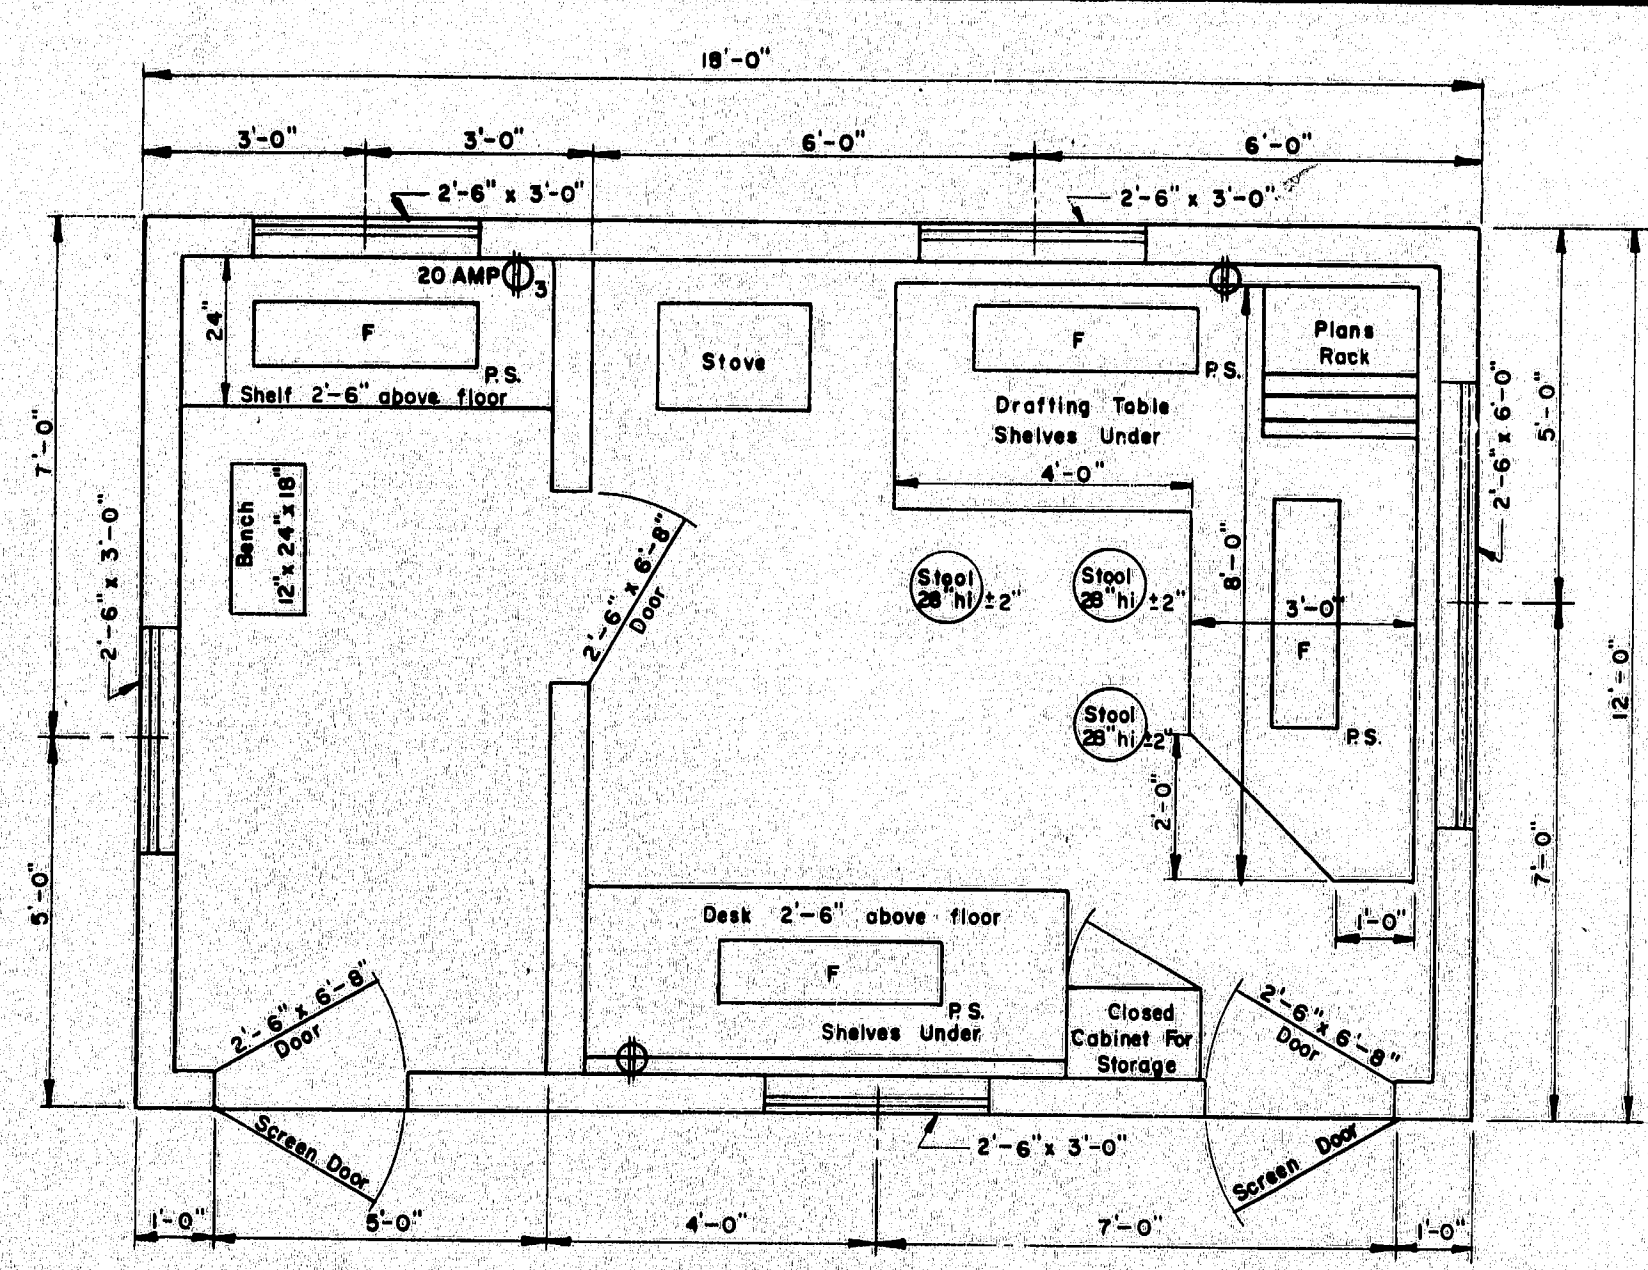 18'-0"
3'-0"
3'-0"
6'-0"
6'-0"
2'-6" x 3'-0"
2'-6" x 3'-0"
20 AMP
3
24"
F
P.S.
Shelf 2'-6" above floor
Stove
F
P.S.
Drafting Table
Shelves Under
4'-0"
Plans
Rack
7'-0"
2'-6" x 3'-0"
Bench
12" x 24" x 18"
2'-6" x 6'-8"
Door
Stool
28" hi ±2"
Stool
28" hi ±2"
Stool
28" hi ±2"
8'-0"
3'-0"
F
P.S.
2'-6" x 6'-0"
5'-0"
12'-0"
2'-0"
1'-0"
7'-0"
5'-0"
Desk 2'-6" above floor
F
P.S.
Shelves Under
Closed
Cabinet For
Storage
2'-6" x 6'-8"
Door
Screen Door
2'-6" x 6'-8"
Door
Screen Door
2'-6" x 3'-0"
1'-0"
5'-0"
4'-0"
7'-0"
1'-0"